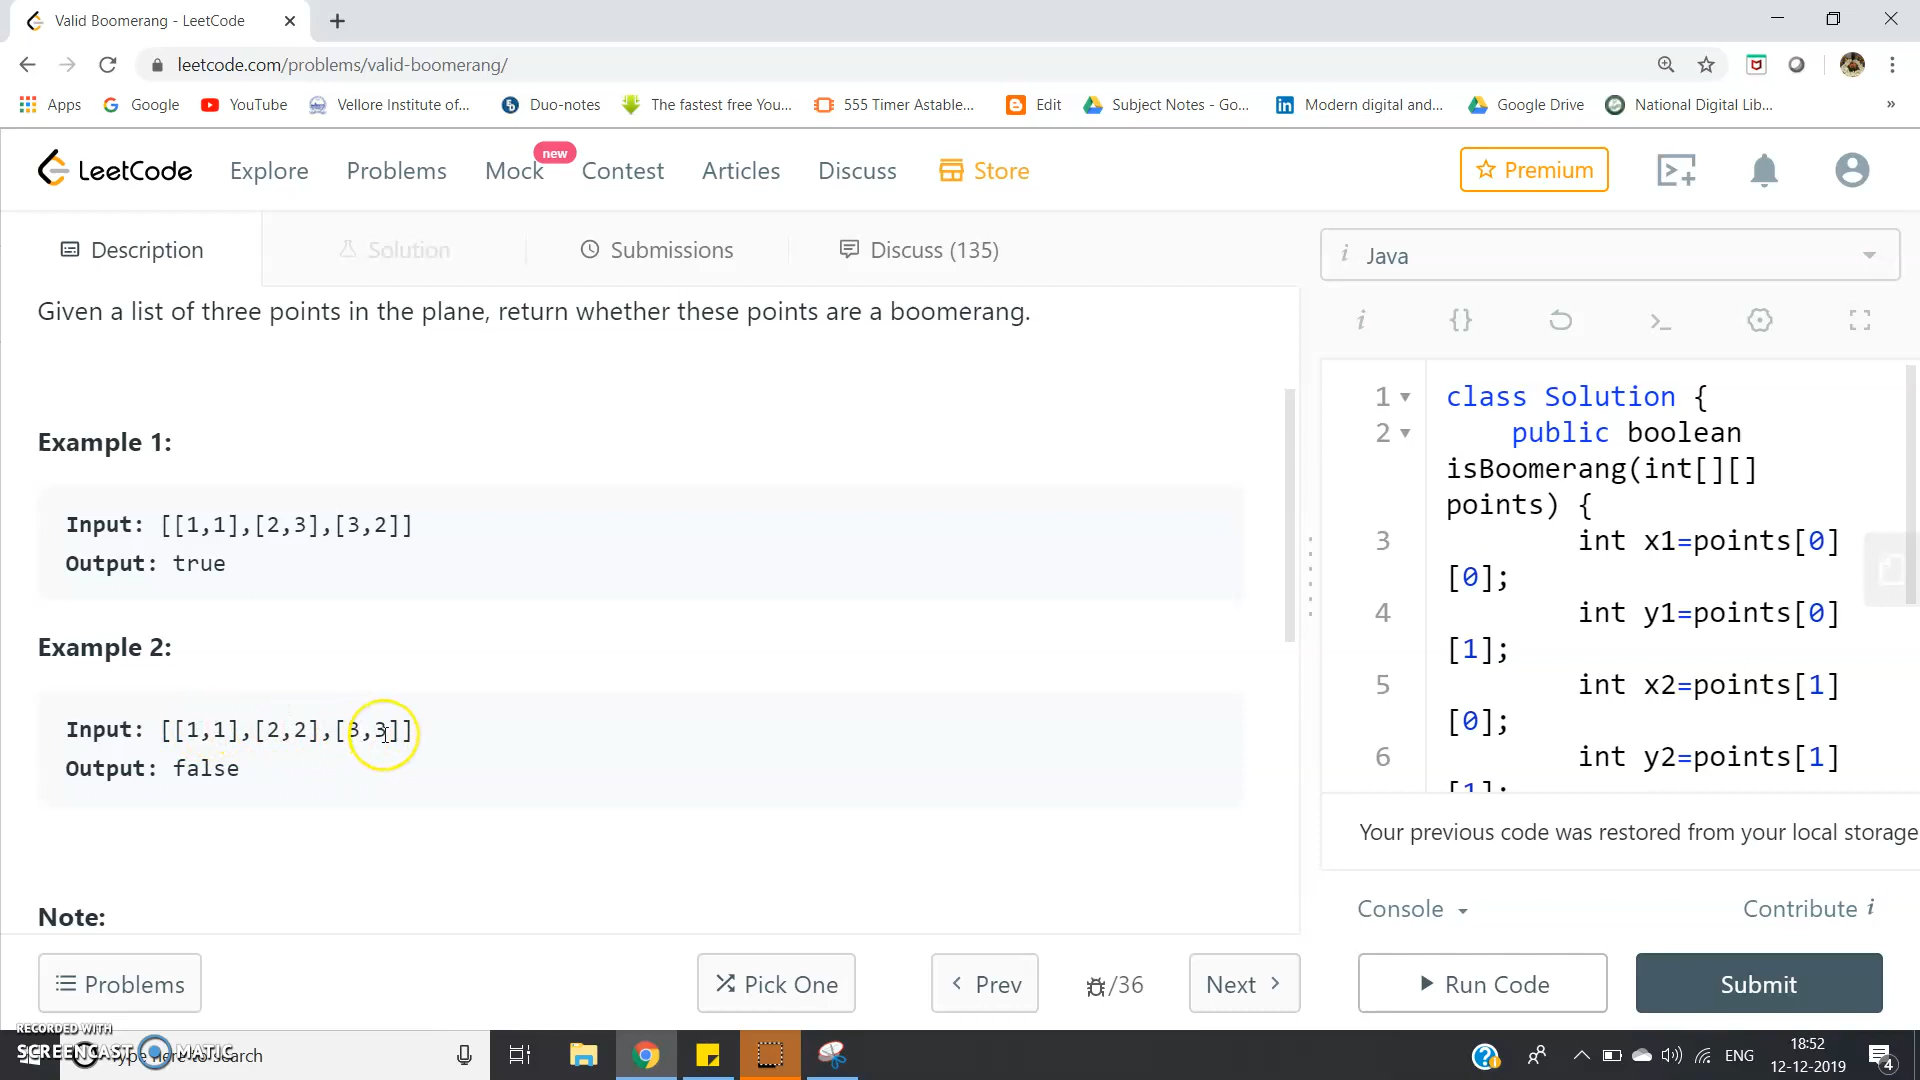 Valid Boomerang - LeetCode
leetcode.com/problems/valid-boomerang/
Apps Google YouTube Vellore Institute of... Duo-notes The fastest free You... 555 Timer Astable... Edit Subject Notes - Go... Modern digital and... Google Drive National Digital Lib... »
LeetCode Explore Problems Mock new Contest Articles Discuss Store Premium
Description Solution Submissions Discuss (135)
Given a list of three points in the plane, return whether these points are a boomerang.
Example 1:
Input: [[1,1],[2,3],[3,2]]
Output: true
Example 2:
Input: [[1,1],[2,2],[3,3]]
Output: false
Note:
Problems Pick One Prev /36 Next
i Java
i {} >_
1 class Solution {
2 public boolean
isBoomerang(int[][]
points) {
3 int x1=points[0]
[0];
4 int y1=points[0]
[1];
5 int x2=points[1]
[0];
6 int y2=points[1]
[1];
Your previous code was restored from your local storage
Console Contribute i
Run Code Submit
RECORDED WITH
SCREENCAST MATIC
Type here to search
ENG
18:52
12-12-2019
4